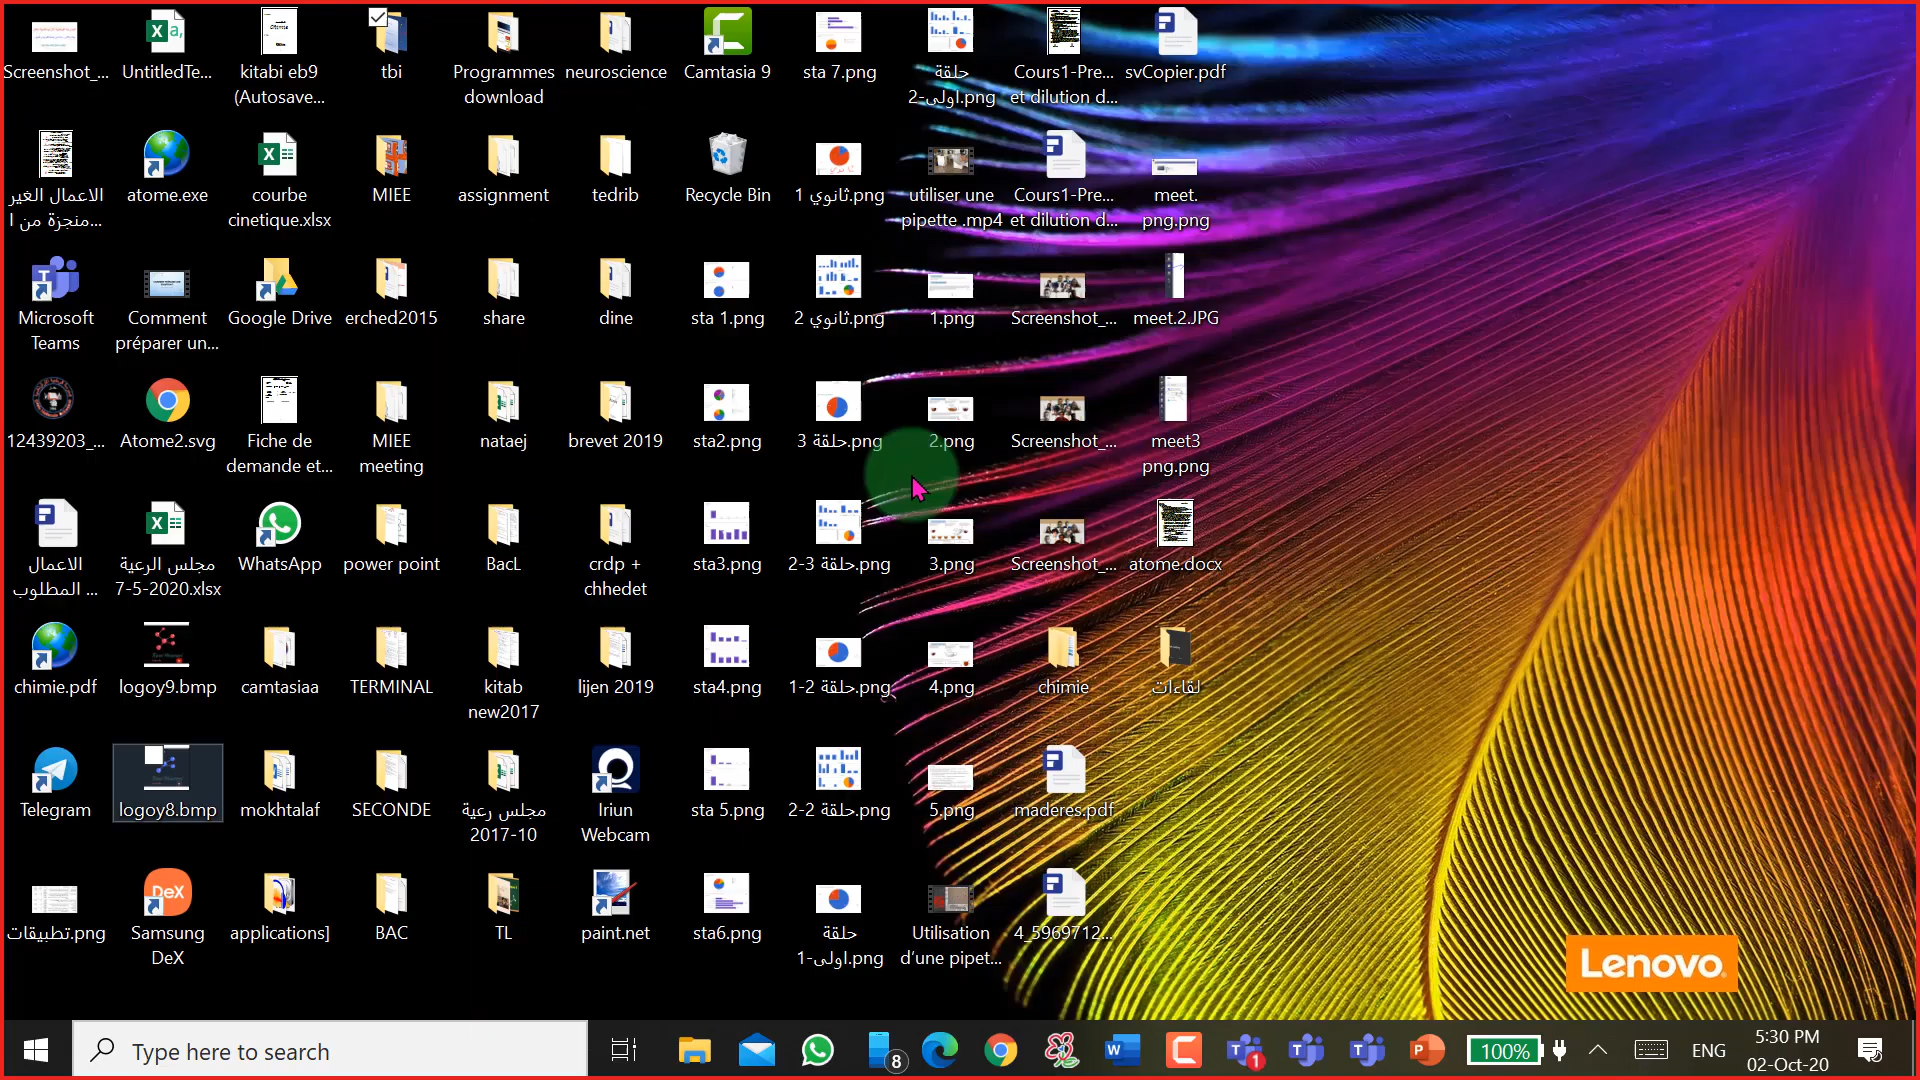 Screenshot_...
UntitledTe...
kitabi eb9
(Autosave...
tbi
Programmes
download
neuroscience
Camtasia 9
sta 7.png
حلقة
اولى-2.png
Cours1-Pre...
et dilution d...
svCopier.pdf
الاعمال الغير
منجزة من ا...
atome.exe
courbe
cinetique.xlsx
MIEE
assignment
tedrib
Recycle Bin
ثانوي 1.png
utiliser une
pipette .mp4
Cours1-Pre...
et dilution d...
meet.
png.png
Microsoft
Teams
Comment
préparer un...
Google Drive
erched2015
share
dine
sta 1.png
ثانوي 2.png
1.png
Screenshot_...
meet.2.JPG
12439203_...
Atome2.svg
Fiche de
demande et...
MIEE
meeting
nataej
brevet 2019
sta2.png
حلقة 3.png
2.png
Screenshot_...
meet3
png.png
الاعمال
المطلوب ...
مجلس الرعية
7-5-2020.xlsx
WhatsApp
power point
BacL
crdp +
chhedet
sta3.png
حلقة 3-2.png
3.png
Screenshot_...
atome.docx
chimie.pdf
logoy9.bmp
camtasiaa
TERMINAL
kitab
new2017
lijen 2019
sta4.png
حلقة 2-1.png
4.png
chimie
لقاءات
Telegram
logoy8.bmp
mokhtalaf
SECONDE
مجلس رعية
2017-10
Iriun
Webcam
sta 5.png
حلقة 2-2.png
5.png
maderes.pdf
تطبيقات.png
DeX
Samsung
DeX
applications]
BAC
TL
paint.net
sta6.png
حلقة
اولى-1.png
Utilisation
d'une pipet...
4_5969712...
Lenovo
Type here to search
8
1
100%
ENG
5:30 PM
02-Oct-20